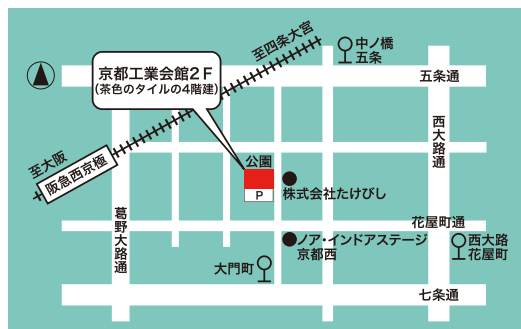 至四条大宮
中ノ橋
五条
京都工業会館2F
(茶色のタイルの4階建)
五条通
西大路通
至大阪
阪急西京極
公園
P
株式会社たけびし
葛野大路通
花屋町通
ノア・インドアステージ
京都西
西大路
花屋町
大門町
七条通